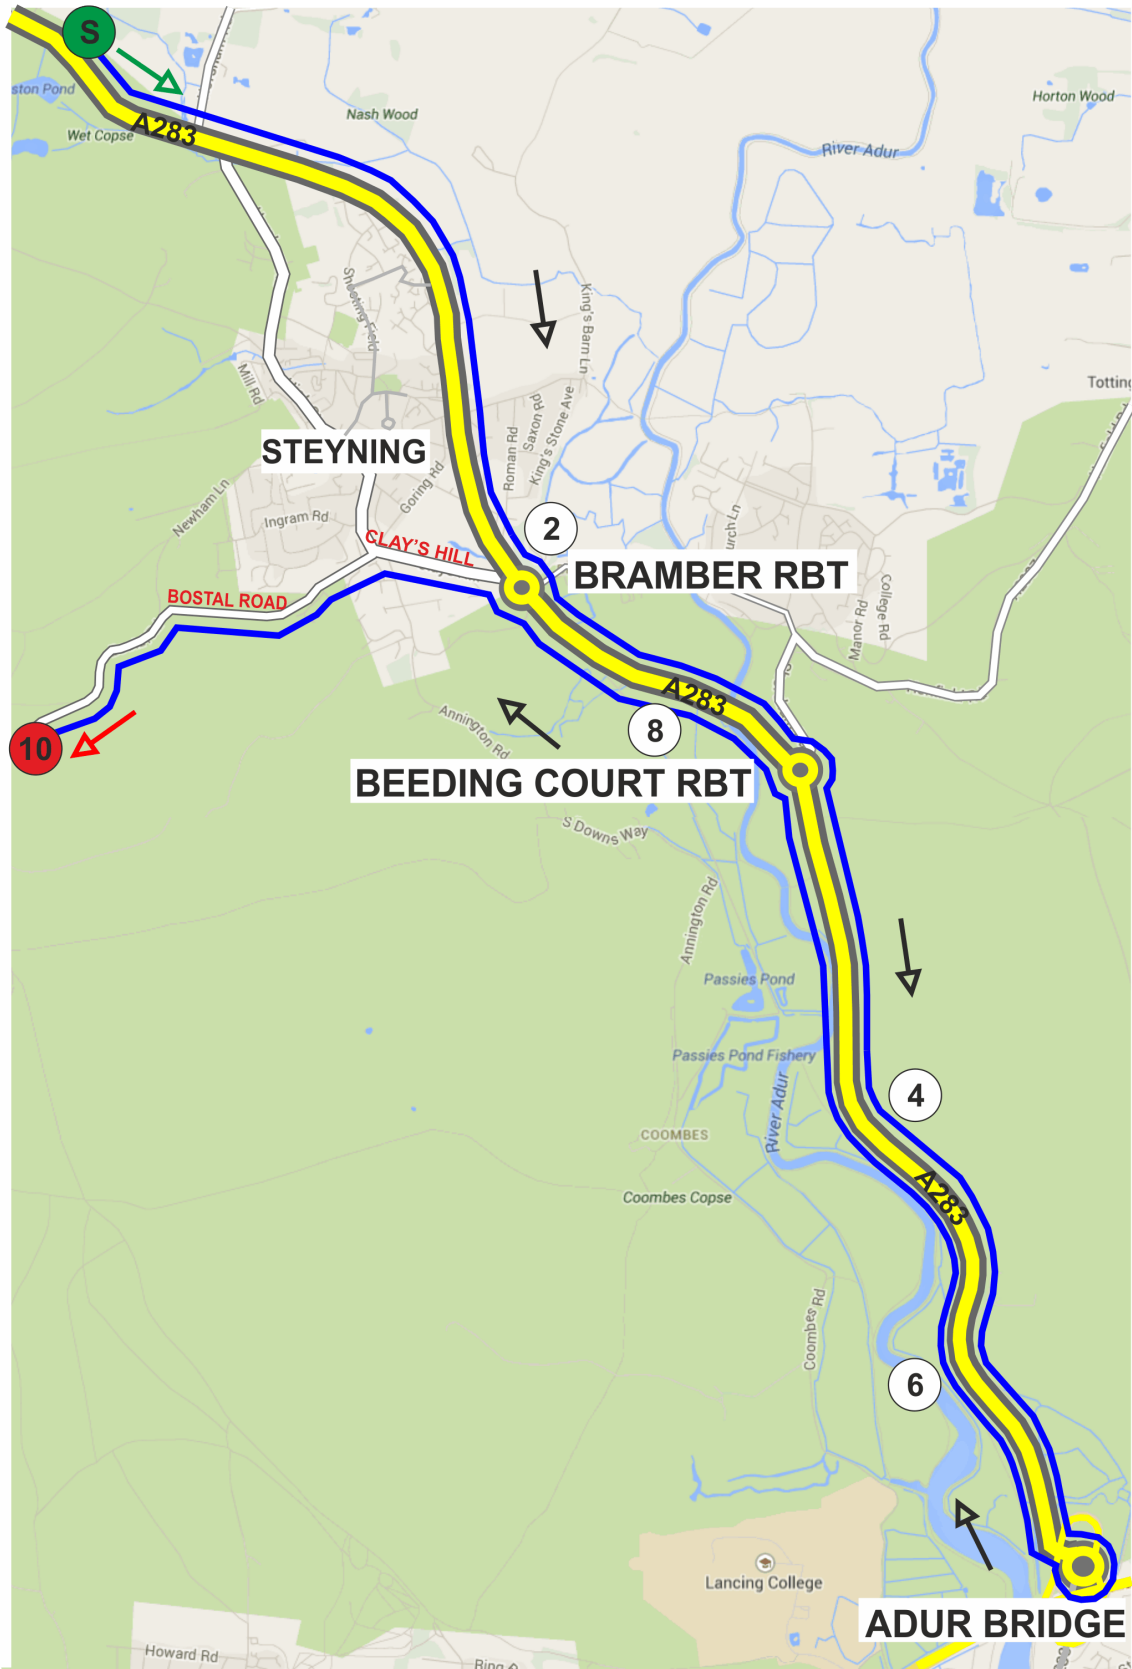 S
ston Pond
A283
Wet Copse
Nash Wood
Horton Wood
River Adur
Shooting Field
King's Barn Ln
Mill Rd
Totting
STEYNING
Saxon Rd
King's Stone Ave
Roman Rd
Goring Rd
Newham Ln
Ingram Rd
2
urch Ln
CLAY'S HILL
BRAMBER RBT
BOSTAL ROAD
College Rd
Manor Rd
A283
Annington Rd
8
10
BEEDING COURT RBT
S Downs Way
Annington Rd
Passies Pond
Passies Pond Fishery
River Adur
4
COOMBES
A283
Coombes Copse
Coombes Rd
6
Lancing College
ADUR BRIDGE
Howard Rd
Ring